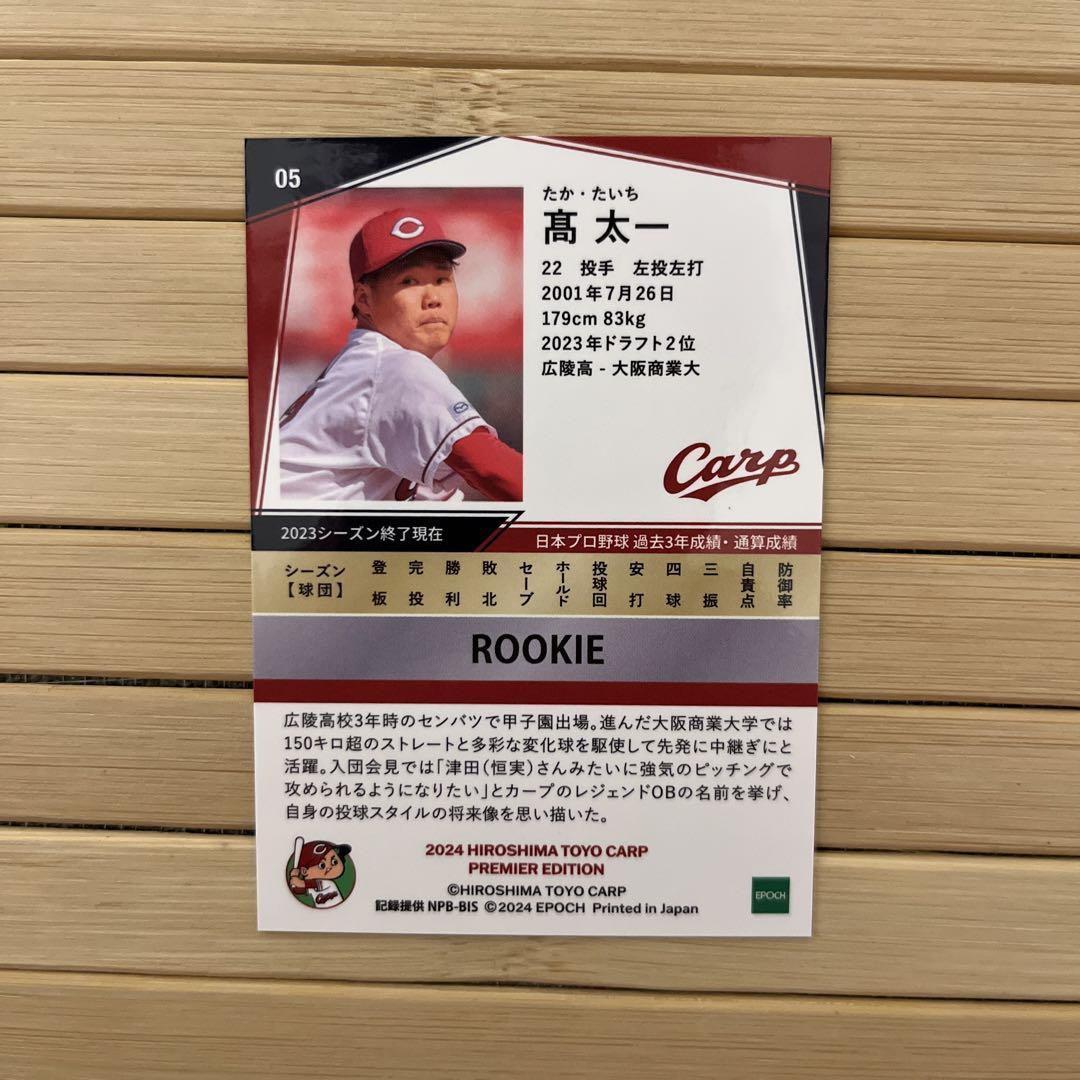 05
たか・たいち
髙 太一
22 投手 左投左打
2001年7月26日
179cm 83kg
2023年ドラフト2位
広陵高 - 大阪商業大
Carp
2023シーズン終了現在
日本プロ野球 過去3年成績・通算成績
シーズン【球団】 登板 完投 勝利 敗北 セーブ ホールド 投球回 安打 四球 三振 自責点 防御率
ROOKIE
広陵高校3年時のセンバツで甲子園出場。進んだ大阪商業大学では
150キロ超のストレートと多彩な変化球を駆使して先発に中継ぎにと
活躍。入団会見では「津田(恒実)さんみたいに強気のピッチングで
攻められるようになりたい」とカープのレジェンドOBの名前を挙げ、
自身の投球スタイルの将来像を思い描いた。
2024 HIROSHIMA TOYO CARP
PREMIER EDITION
©HIROSHIMA TOYO CARP
記録提供 NPB-BIS ©2024 EPOCH Printed in Japan
EPOCH
Carp